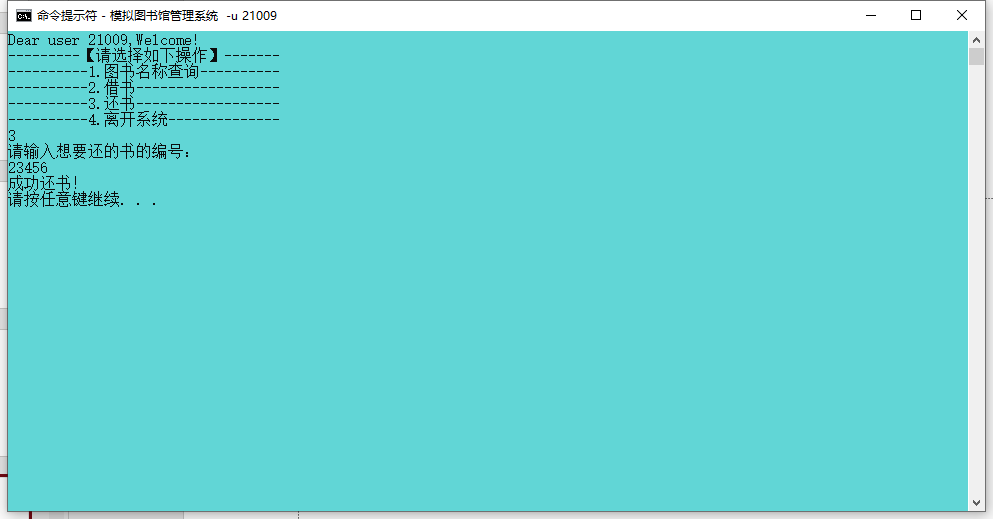 命令提示符 - 模拟图书馆管理系统 -u 21009
Dear user 21009,Welcome!
---------【请选择如下操作】-------
----------1.图书名称查询----------
----------2.借书------------------
----------3.还书------------------
----------4.离开系统--------------
3
请输入想要还的书的编号:
23456
成功还书!
请按任意键继续. . .